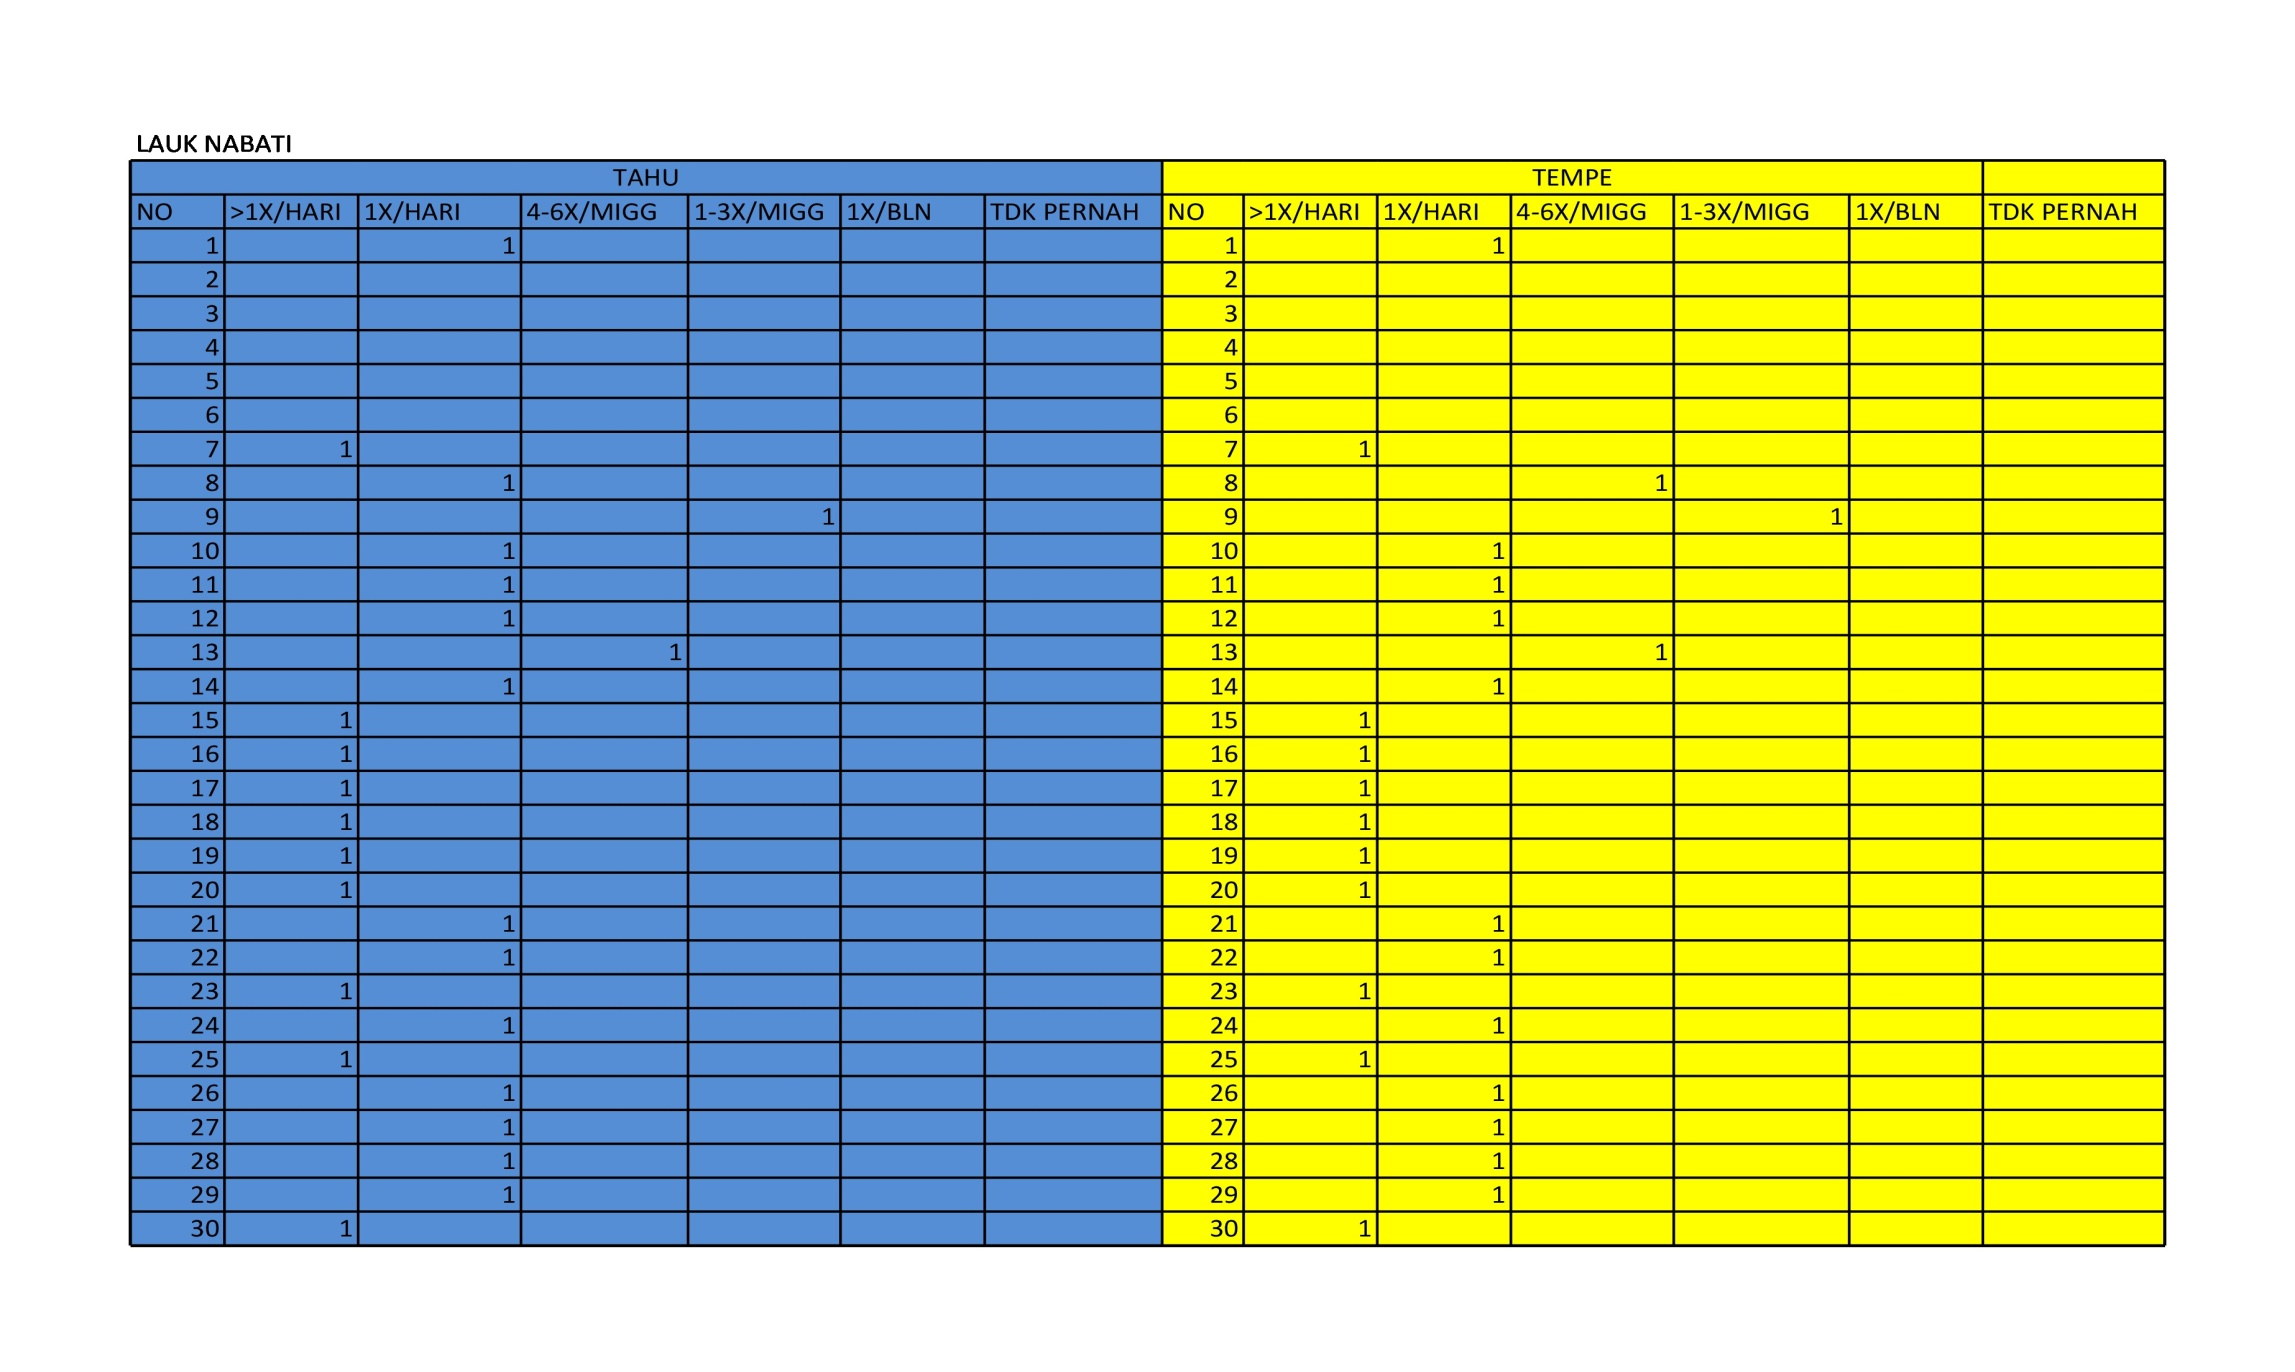 LAUK NABATI
TAHU TEMPE
NO >1X/HARI 1X/HARI 4-6X/MIGG 1-3X/MIGG 1X/BLN TDK PERNAH NO >1X/HARI 1X/HARI 4-6X/MIGG 1-3X/MIGG 1X/BLN TDK PERNAH
1 1 1 1
2 2
3 3
4 4
5 5
6 6
7 1 7 1
8 1 8 1
9 1 9 1
10 1 10 1
11 1 11 1
12 1 12 1
13 1 13 1
14 1 14 1
15 1 15 1
16 1 16 1
17 1 17 1
18 1 18 1
19 1 19 1
20 1 20 1
21 1 21 1
22 1 22 1
23 1 23 1
24 1 24 1
25 1 25 1
26 1 26 1
27 1 27 1
28 1 28 1
29 1 29 1
30 1 30 1